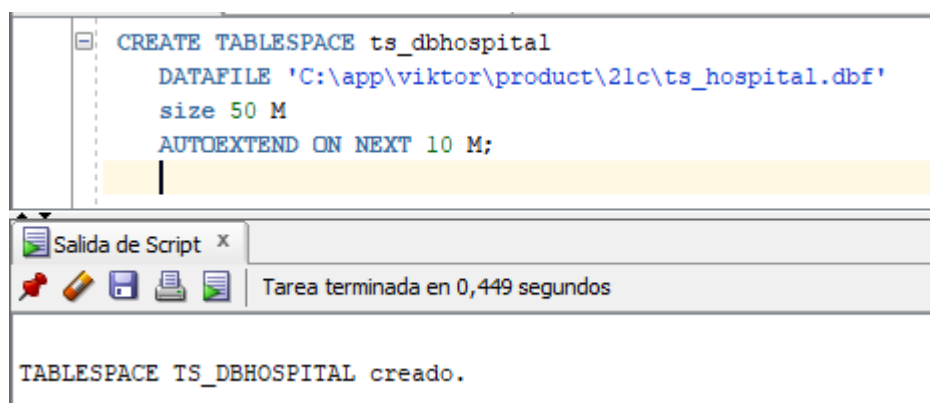 CREATE TABLESPACE ts_dbhospital
DATAFILE 'C:\app\viktor\product\21c\ts_hospital.dbf'
size 50 M
AUTOEXTEND ON NEXT 10 M;
Salida de Script x
Tarea terminada en 0,449 segundos
TABLESPACE TS_DBHOSPITAL creado.